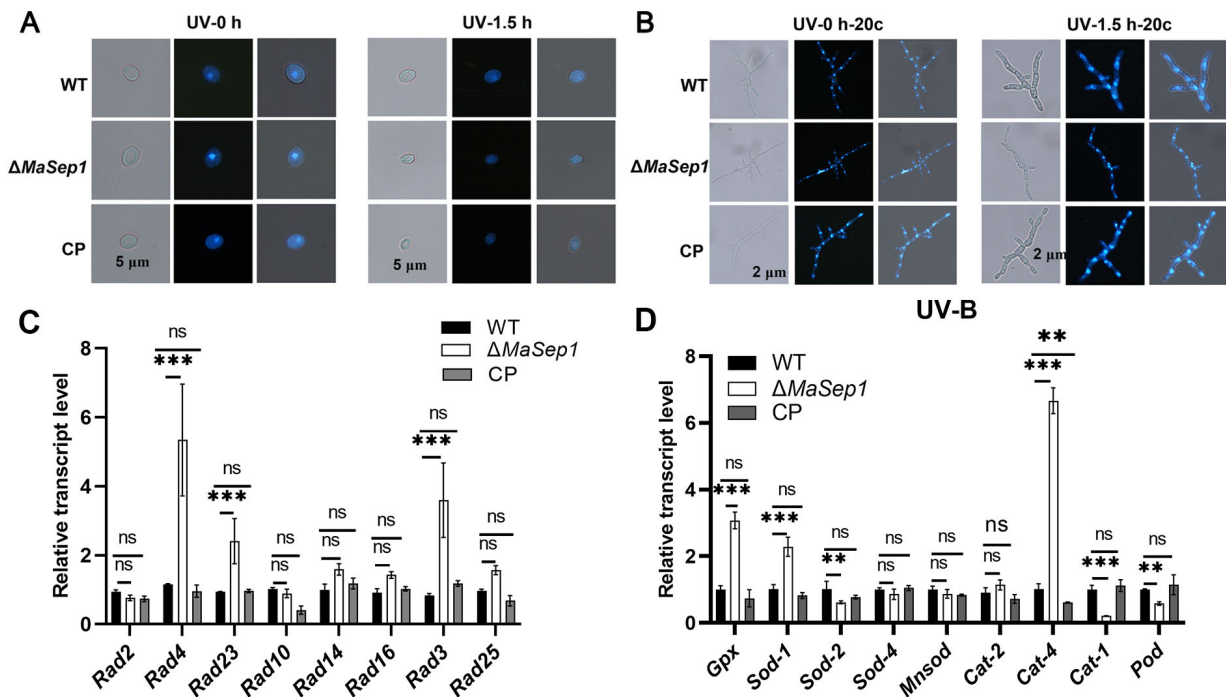 A
UV-0 h
UV-1.5 h
WT
ΔMaSep1
CP
5 μm
5 μm
B
UV-0 h-20c
UV-1.5 h-20c
WT
ΔMaSep1
CP
2 μm
2 μm
C
WT
ΔMaSep1
CP
Relative transcript level
8
6
4
2
0
ns
ns
ns
***
ns
***
ns
ns
ns
ns
ns
ns
ns
***
ns
ns
Rad2
Rad4
Rad23
Rad10
Rad14
Rad16
Rad3
Rad25
D
UV-B
WT
ΔMaSep1
CP
Relative transcript level
8
6
4
2
0
ns
***
ns
***
ns
**
ns
ns
ns
ns
ns
ns
**
***
ns
***
ns
**
Gpx
Sod-1
Sod-2
Sod-4
Mnsod
Cat-2
Cat-4
Cat-1
Pod